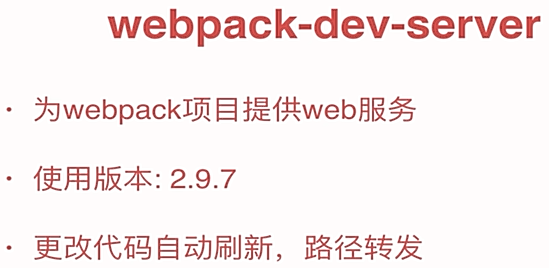 webpack-dev-server
· 为webpack项目提供web服务
· 使用版本: 2.9.7
· 更改代码自动刷新，路径转发